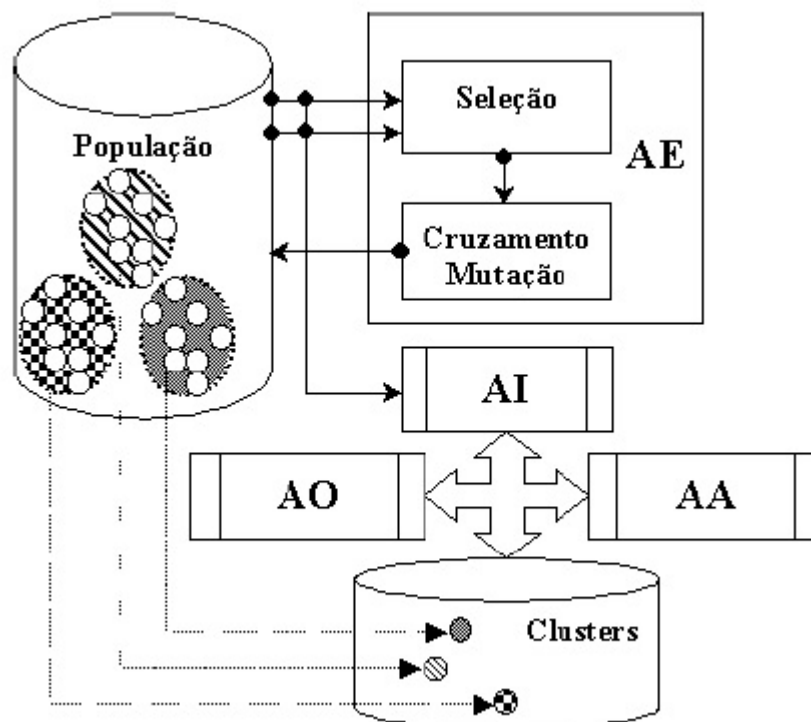 Seleção
AE
População
Cruzamento
Mutação
AI
AO
AA
Clusters